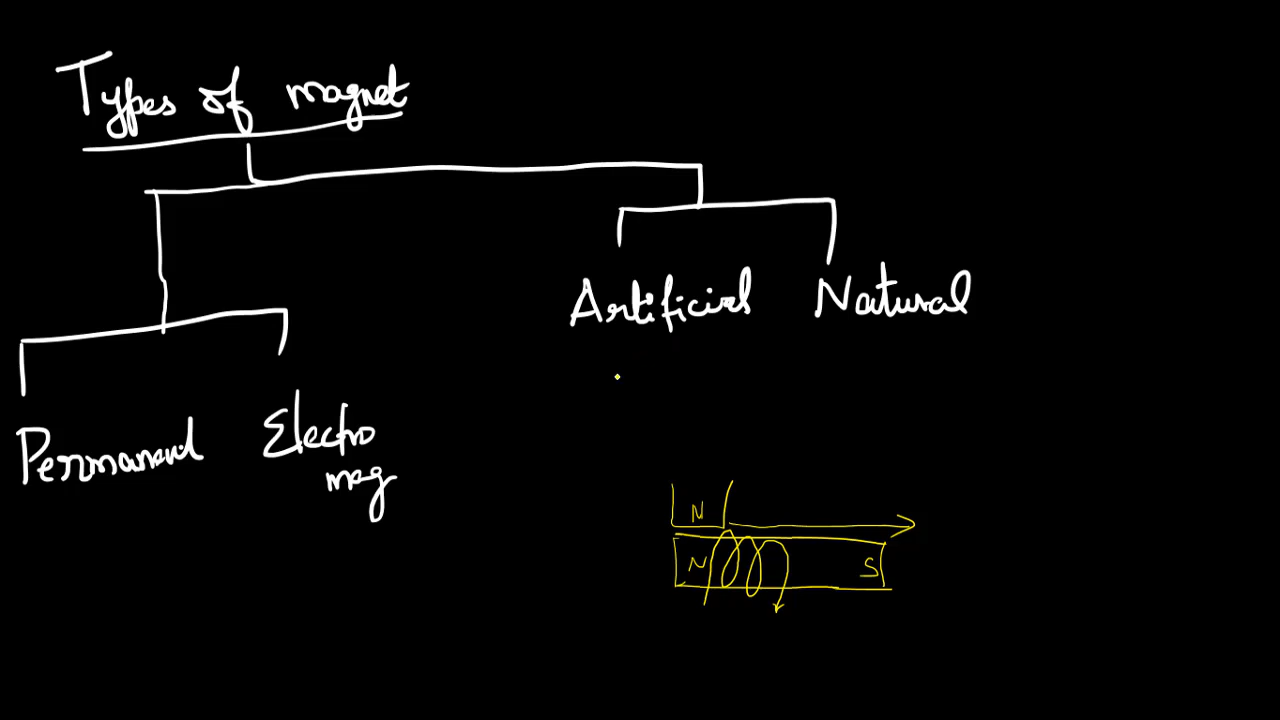 Types of magnet
Artificial Natural
Permanent Electro
mag
N
N S